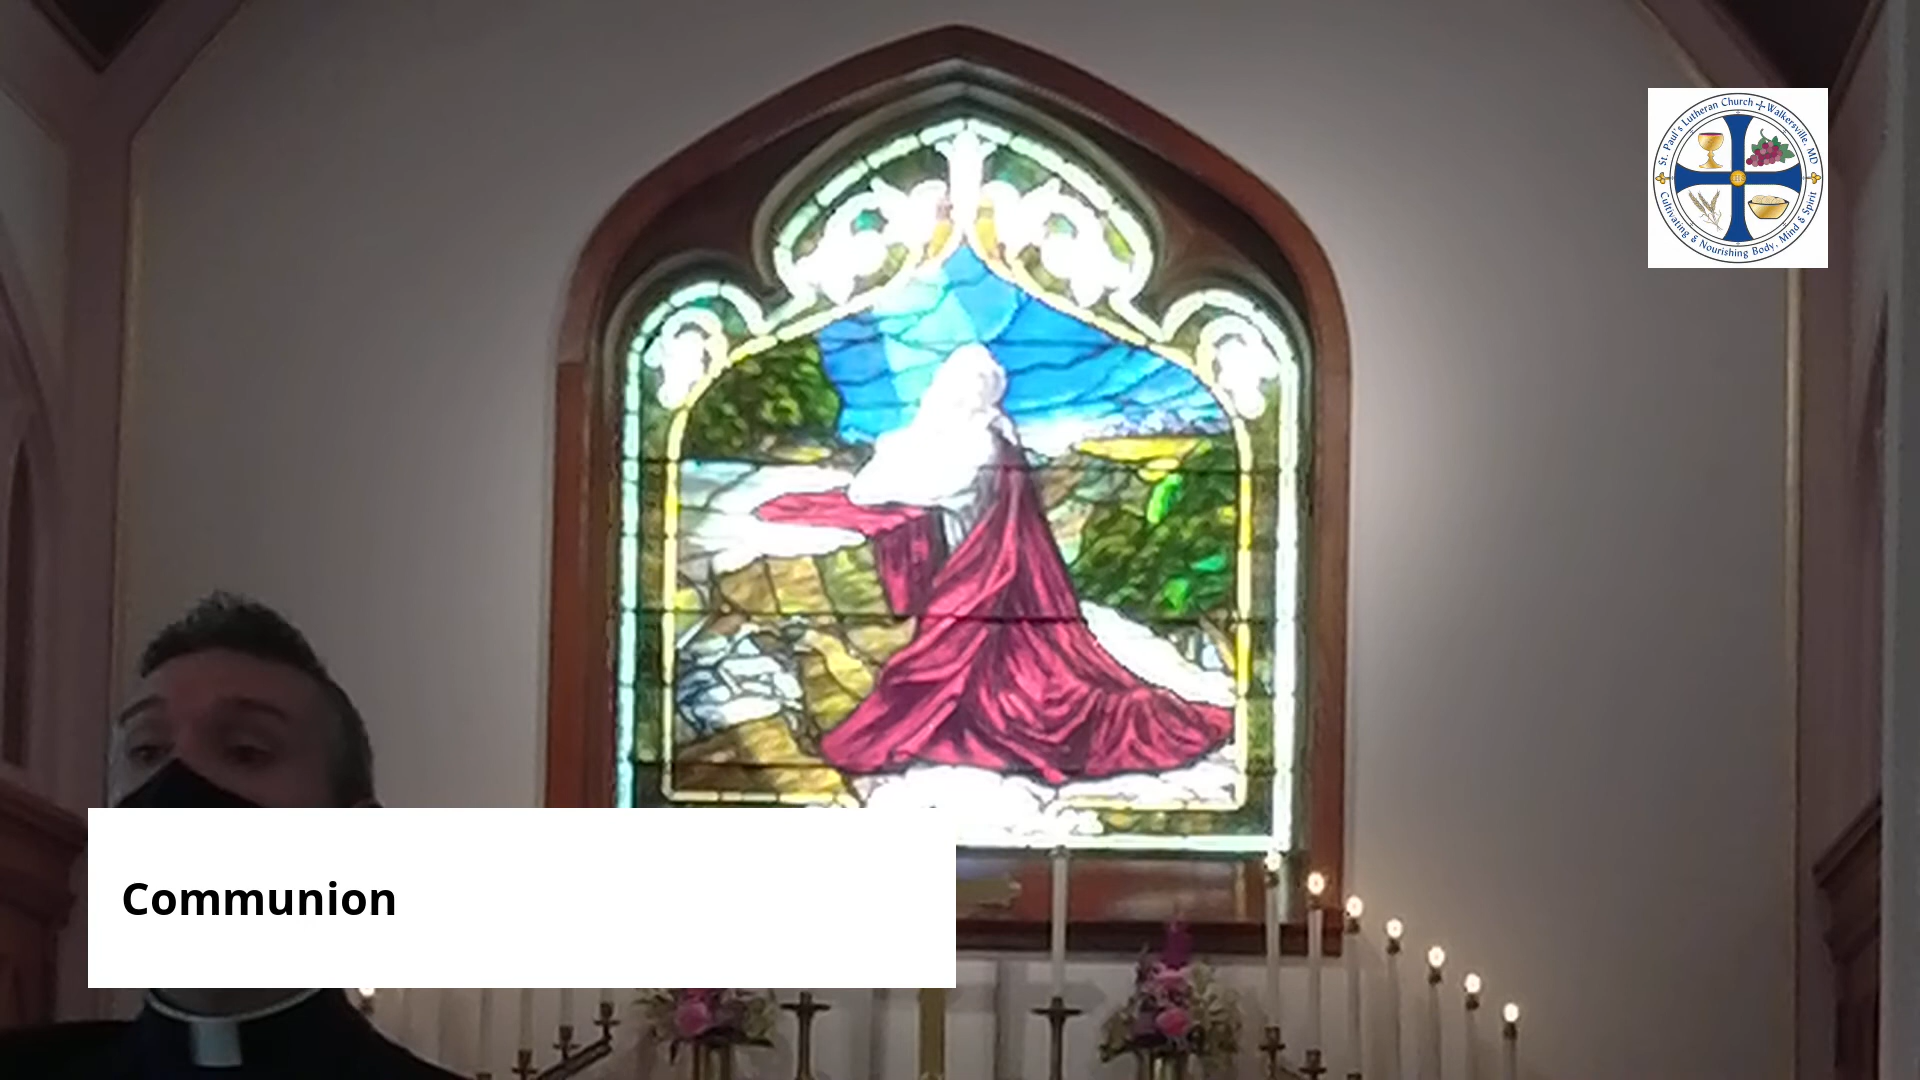 St. Paul's Lutheran Church
Walkersville, MD
Cultivating & Nourishing Body, Mind & Spirit
Communion